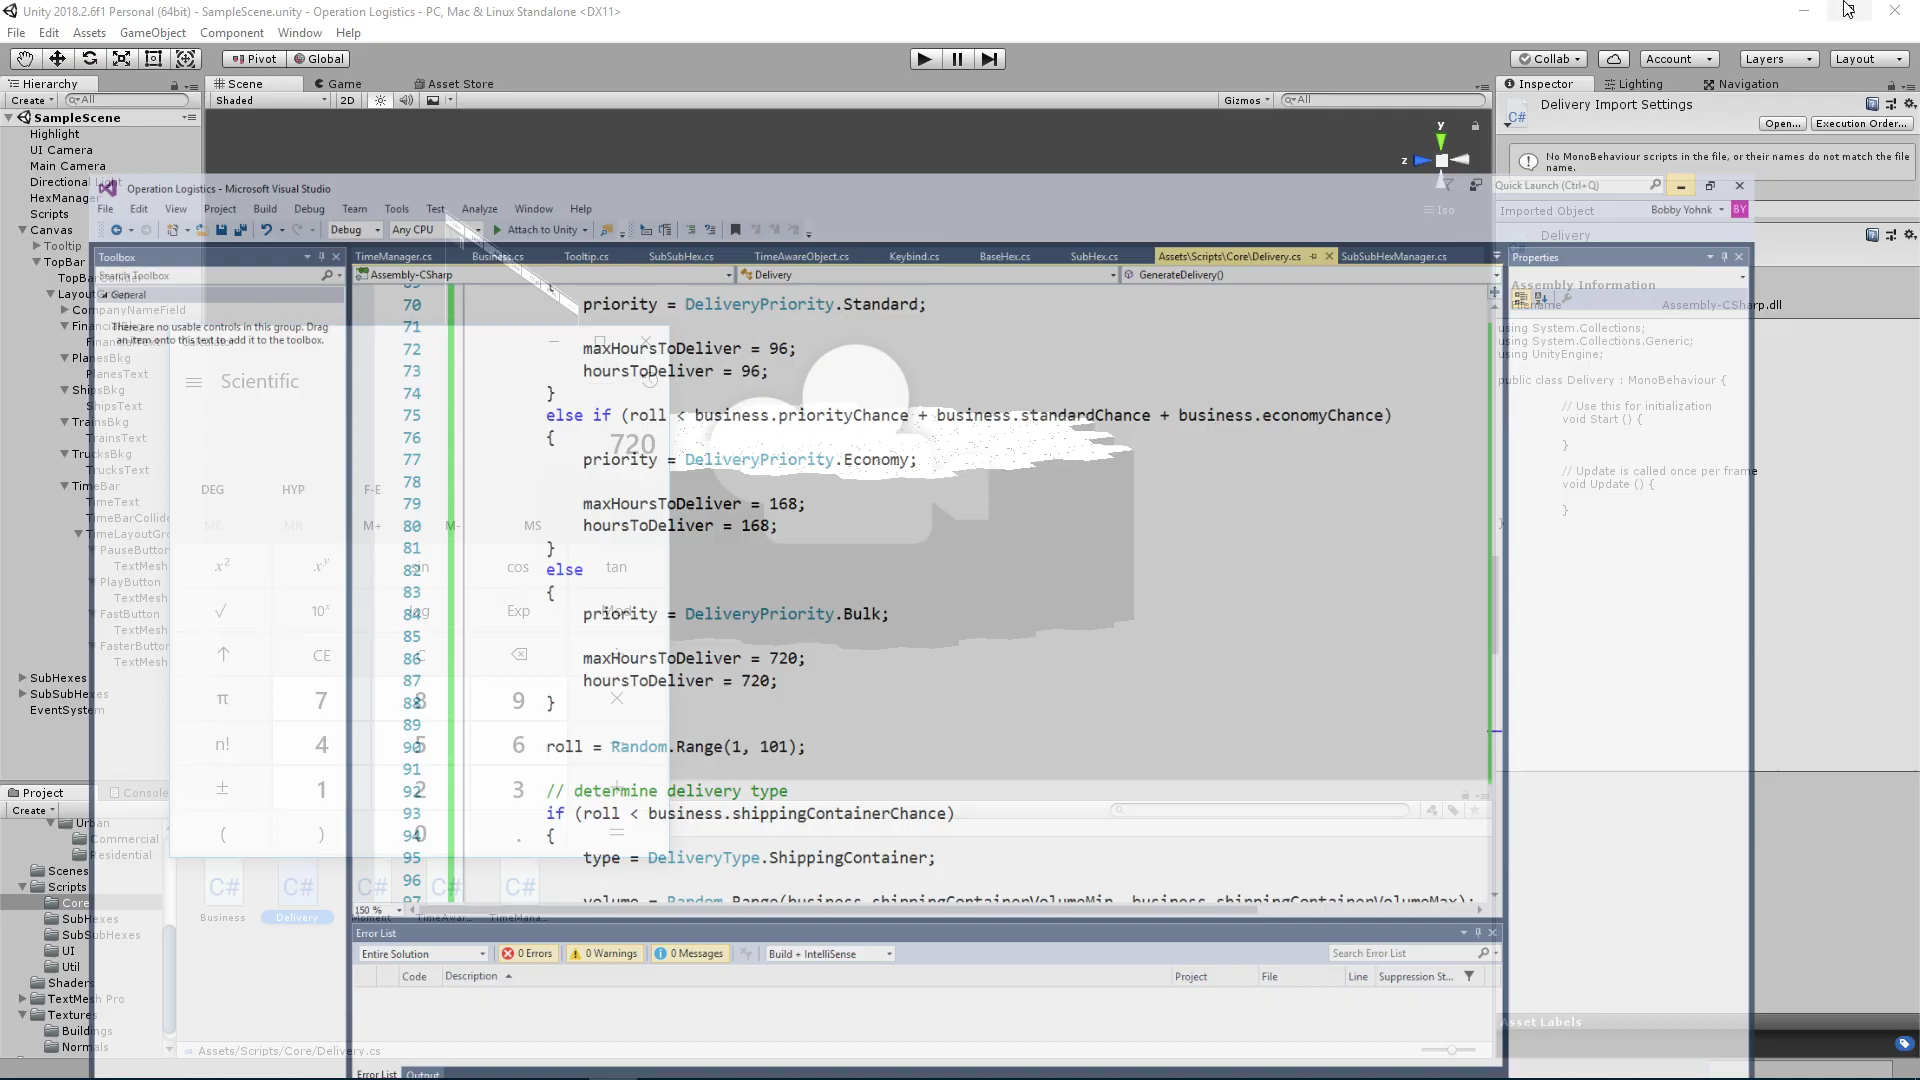 Unity 2018.2.6f1 Personal (64bit) - SampleScene.unity - Operation Logistics - PC, Mac & Linux Standalone <DX11>
File Edit Assets GameObject Component Window Help
Pivot Global Collab Account Layers Layout
Hierarchy Scene Game Asset Store Inspector Lighting Navigation
Create All Shaded 2D Gizmos All
Delivery Import Settings
Open... Execution Order...
SampleScene
Highlight
UI Camera
Main Camera
Directional Light
HexManager
Scripts
Canvas
Tooltip
TopBar
LayoutG
CompanyNameField
PlanesBkg
PlanesText
ShipsBkg
ShipsText
TrainsBkg
TrainsText
TrucksBkg
TrucksText
TimeBar
TimeText
TimeBarCollid
TimeLayoutGro
PauseButton
TextMesh
PlayButton
TextMesh
FastButton
TextMesh
FasterButton
TextMesh
SubHexes
SubSubHexes
EventSystem
No MonoBehaviour scripts in the file, or their names do not match the file name.
Operation Logistics - Microsoft Visual Studio
Quick Launch (Ctrl+Q)
File Edit View Project Build Debug Team Tools Test Analyze Window Help
Bobby Yohnk BY
Imported Object
Delivery
Debug Any CPU Attach to Unity
Iso
y
z
Toolbox
Search Toolbox
General
There are no usable controls in this group. Drag an item onto this text to add it to the toolbox.
TimeManager.cs Business.cs Tooltip.cs SubSubHex.cs TimeAwareObject.cs Keybind.cs BaseHex.cs SubHex.cs Assets\Scripts\Core\Delivery.cs SubSubHexManager.cs
Assembly-CSharp Delivery GenerateDelivery()
70 priority = DeliveryPriority.Standard;
71
72 maxHoursToDeliver = 96;
73 hoursToDeliver = 96;
74 }
75 else if (roll < business.priorityChance + business.standardChance + business.economyChance)
76 {
77 priority = DeliveryPriority.Economy;
78
79 maxHoursToDeliver = 168;
80 hoursToDeliver = 168;
81 }
82 else
83 {
84 priority = DeliveryPriority.Bulk;
85
86 maxHoursToDeliver = 720;
87 hoursToDeliver = 720;
88 }
89
90 roll = Random.Range(1, 101);
91
92 // determine delivery type
93 if (roll < business.shippingContainerChance)
94 {
95 type = DeliveryType.ShippingContainer;
96
97 volume = Random.Range(business.shippingContainerVolumeMin, business.shippingContainerVolumeMax);
150 %
Scientific
720
DEG HYP F-E
MC MR M+ M- MS
x² xʸ sin cos tan
√ 10ˣ log Exp Mod
↑ CE C
π 7 8 9 ×
n! 4 5 6
± 1 2 3 +
( ) 0 . =
Properties
Assembly Information
Filename Assembly-CSharp.dll
using System.Collections;
using System.Collections.Generic;
using UnityEngine;
public class Delivery : MonoBehaviour {
// Use this for initialization
void Start () {
}
// Update is called once per frame
void Update () {
}
}
Project Console
Create
Urban
Commercial
Residential
Scenes
Scripts
Core
SubHexes
SubSubHexes
UI
Util
Shaders
TextMesh Pro
Textures
Buildings
Normals
C# C# C# C# C#
Business Delivery Moment TimeAwar... TimeMana...
Assets/Scripts/Core/Delivery.cs
Error List
Entire Solution 0 Errors 0 Warnings 0 Messages Build + IntelliSense Search Error List
Code Description Project File Line Suppression St...
Error List Output
Asset Labels